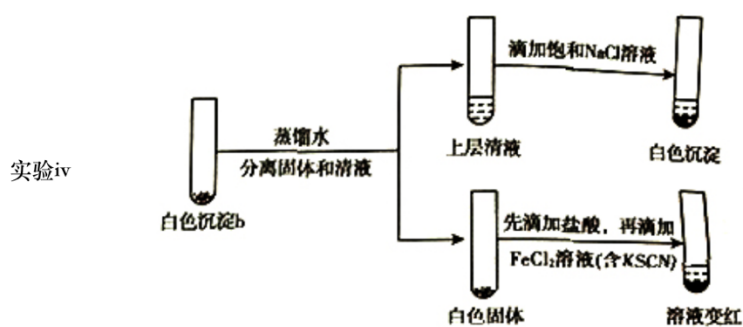 滴加饱和NaCl溶液
上层清液
白色沉淀
实验iv
蒸馏水
分离固体和清液
白色沉淀b
先滴加盐酸,再滴加
FeCl₂溶液(含KSCN)
白色固体
溶液变红